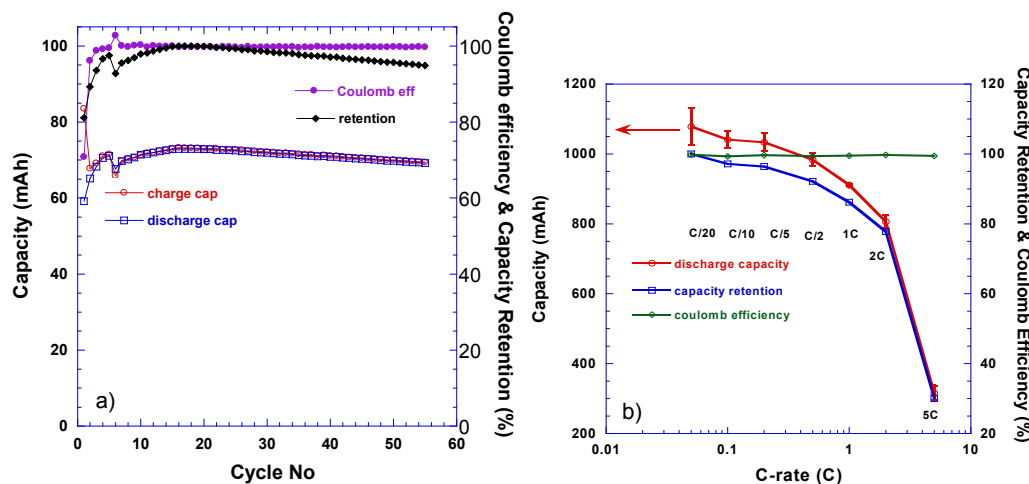 a)
Capacity (mAh)
100
80
60
40
20
0
Coulomb eff
retention
charge cap
discharge cap
0 10 20 30 40 50 60
Cycle No
100
80
60
40
20
0
Coulomb efficiency & Capacity Retention (%)
Capacity (mAh)
1200
1000
800
600
400
200
C/20 C/10 C/5 C/2 1C
2C
5C
discharge capacity
capacity retention
coulomb efficiency
b)
0.01 0.1 1 10
C-rate (C)
120
100
80
60
40
20
Capacity Retention & Coulomb Efficiency (%)